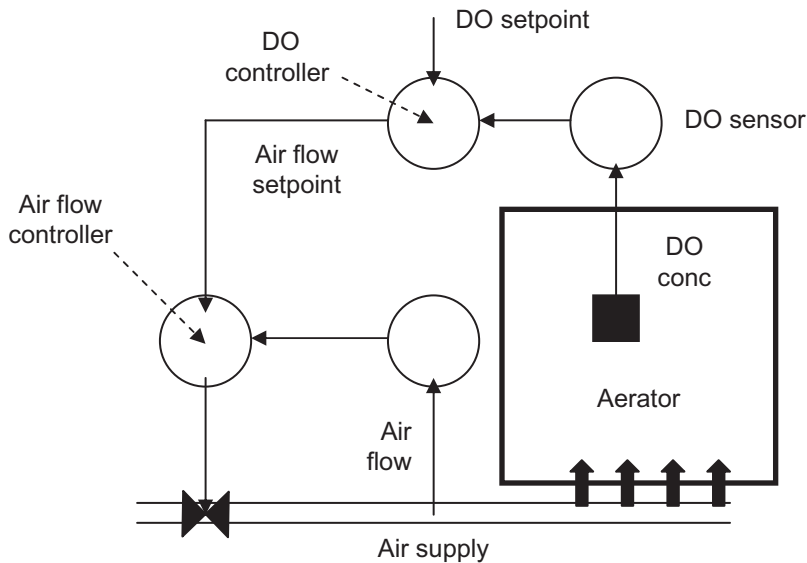 DO setpoint
DO
controller
DO sensor
Air flow
setpoint
Air flow
controller
DO
conc
Aerator
Air
flow
Air supply